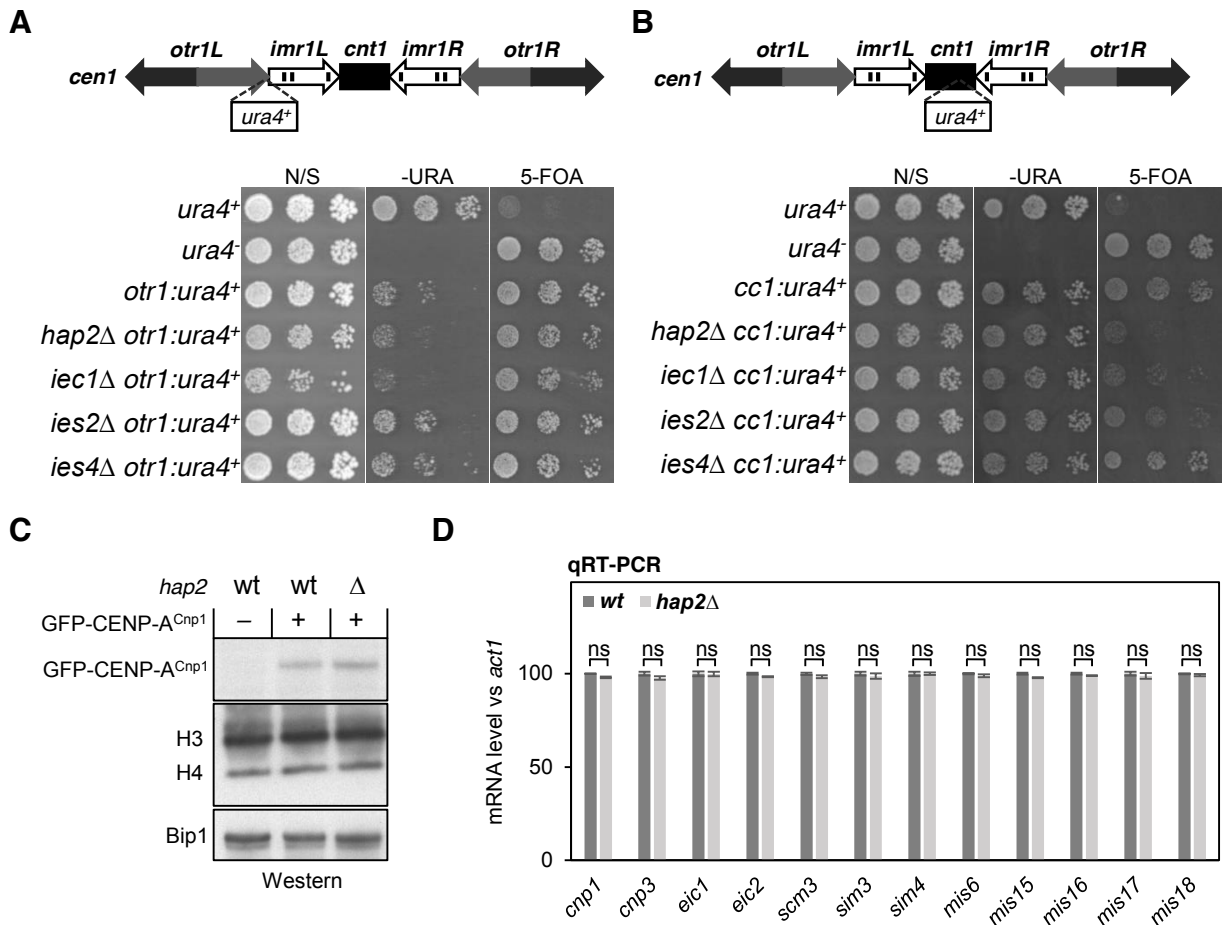 A
otr1L imr1L cnt1 imr1R otr1R
cen1
ura4+
N/S -URA 5-FOA
ura4+
ura4-
otr1:ura4+
hap2Δ otr1:ura4+
iec1Δ otr1:ura4+
ies2Δ otr1:ura4+
ies4Δ otr1:ura4+
B
otr1L imr1L cnt1 imr1R otr1R
cen1
ura4+
N/S -URA 5-FOA
ura4+
ura4-
cc1:ura4+
hap2Δ cc1:ura4+
iec1Δ cc1:ura4+
ies2Δ cc1:ura4+
ies4Δ cc1:ura4+
C
hap2 wt wt Δ
GFP-CENP-ACnp1 – + +
GFP-CENP-ACnp1
H3
H4
Bip1
Western
D
qRT-PCR
wt hap2Δ
ns ns ns ns ns ns ns ns ns ns ns ns
mRNA level vs act1
100
50
0
cnp1 cnp3 eic1 eic2 scm3 sim3 sim4 mis6 mis15 mis16 mis17 mis18